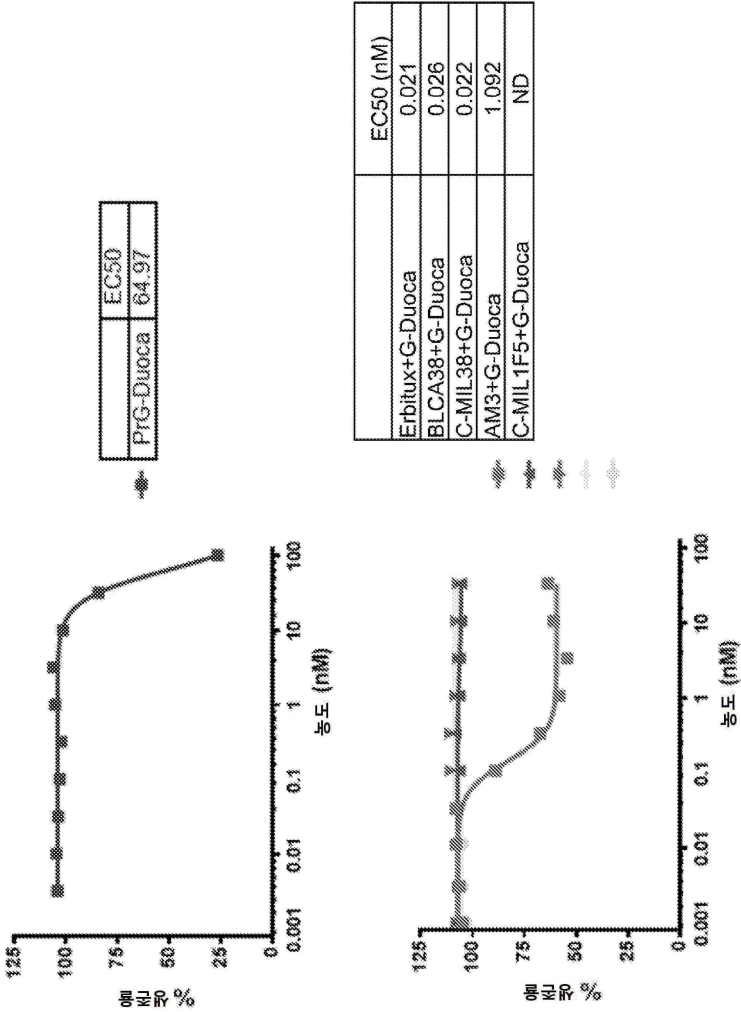 125
100
75
50
25
0
% 생존율
0.001
0.01
0.1
1
10
100
농도 (nM)
EC50
PrG-Duoca 64.97
125
100
75
50
25
0
% 생존율
0.001
0.01
0.1
1
10
100
농도 (nM)
EC50 (nM)
Erbitux+G-Duoca 0.021
BLCA38+G-Duoca 0.026
C-MIL38+G-Duoca 0.022
AM3+G-Duoca 1.092
C-MIL1F5+G-Duoca ND